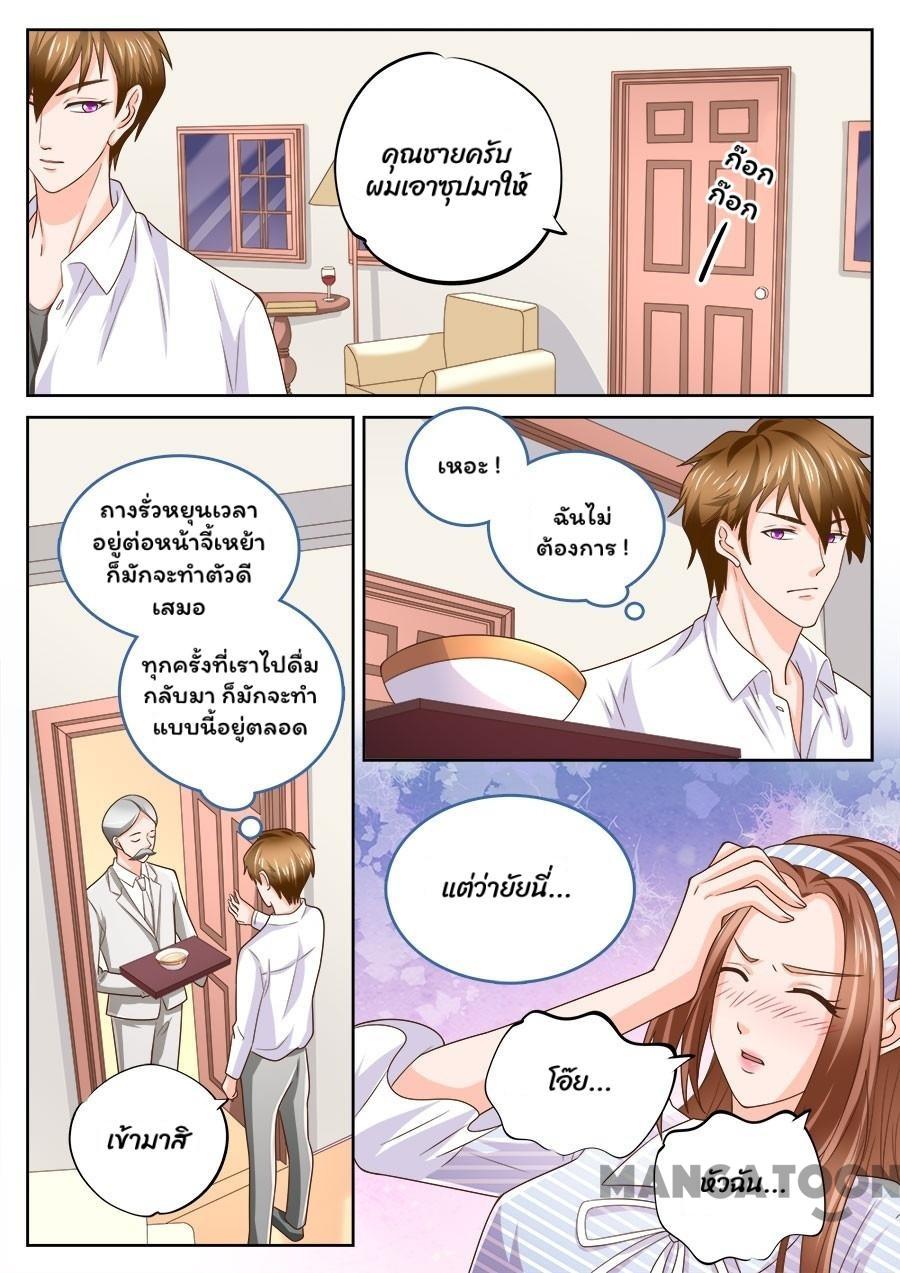 คุณชายครับ
ผมเอาซุปมาให้
ก๊อก
ก๊อก
ถางรั่วหยุนเวลา
อยู่ต่อหน้าจี้เหย้า
ก็มักจะทำตัวดี
เสมอ
ทุกครั้งที่เราไปดื่ม
กลับมา ก็มักจะทำ
แบบนี้อยู่ตลอด
เข้ามาสิ
เหอะ !
ฉันไม่
ต้องการ !
แต่ว่ายัยนี่...
โอ๊ย...
หัวฉัน...
MANGATOON